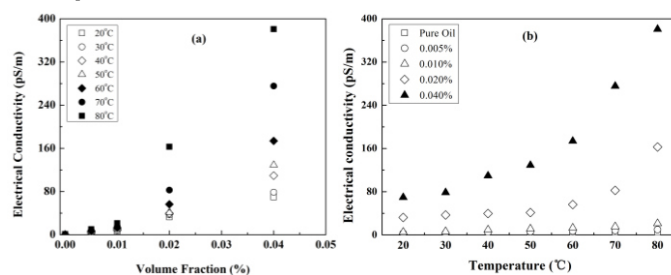 400
320
240
160
80
0
Electrical Conductivity (pS/m)
(a)
20°C
30°C
40°C
50°C
60°C
70°C
80°C
0.00 0.01 0.02 0.03 0.04 0.05
Volume Fraction (%)
400
320
240
160
80
0
Electrical conductivity (pS/m)
(b)
Pure Oil
0.005%
0.010%
0.020%
0.040%
20 30 40 50 60 70 80
Temperature (℃)